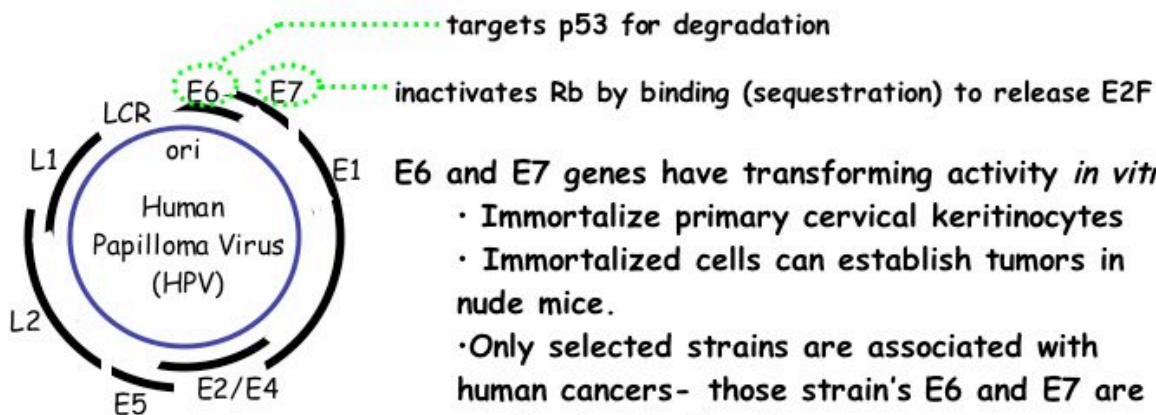 targets p53 for degradation
E6
E7
inactivates Rb by binding (sequestration) to release E2F
LCR
ori
L1
E1
E6 and E7 genes have transforming activity in vitr
Human
Papilloma Virus
(HPV)
· Immortalize primary cervical keritinocytes
· Immortalized cells can establish tumors in
nude mice.
L2
·Only selected strains are associated with
human cancers- those strain's E6 and E7 are
E5
E2/E4